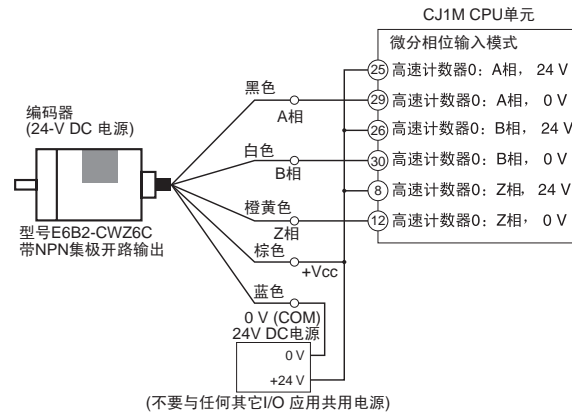 CJ1M CPU单元
微分相位输入模式
25 高速计数器0：A相， 24 V
29 高速计数器0：A相， 0 V
26 高速计数器0：B相， 24 V
30 高速计数器0：B相， 0 V
8 高速计数器0：Z相， 24 V
12 高速计数器0：Z相， 0 V
编码器
(24-V DC 电源)
黑色
A相
白色
B相
橙黄色
Z相
棕色
+Vcc
蓝色
0 V (COM)
型号E6B2-CWZ6C
带NPN集极开路输出
24V DC电源
0 V
+24 V
(不要与任何其它I/O 应用共用电源)